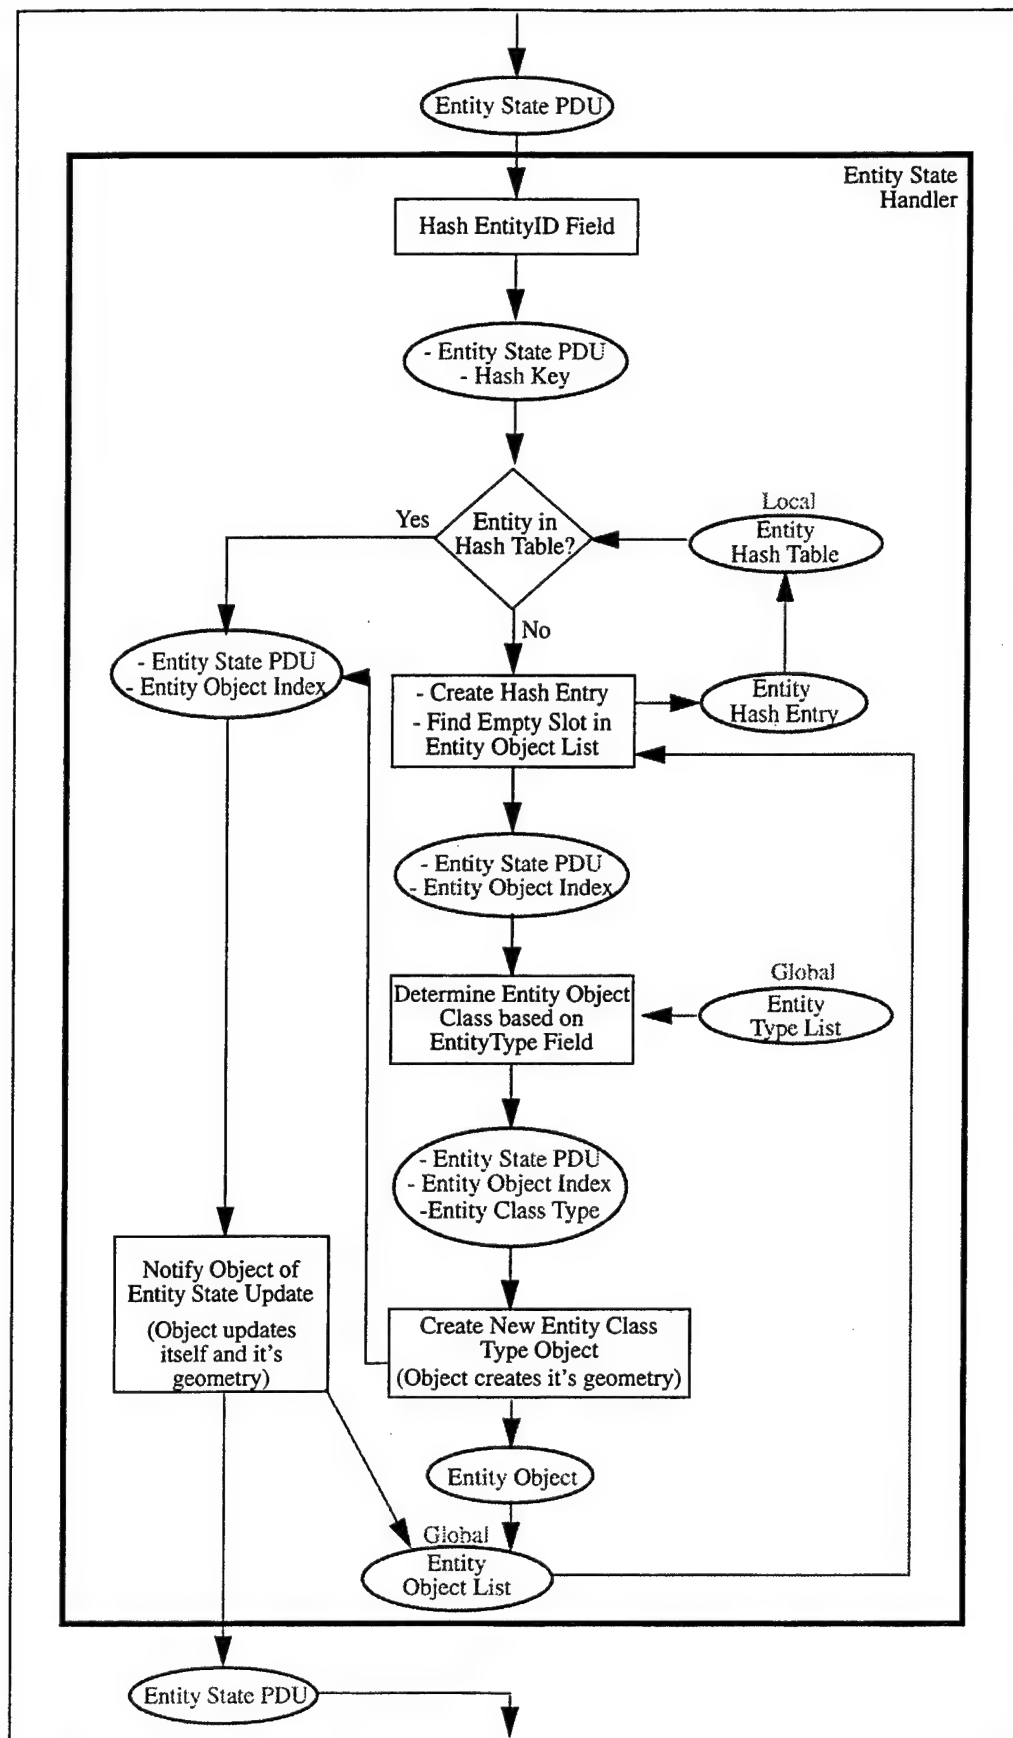 Entity State PDU
Entity State
Handler
Hash EntityID Field
- Entity State PDU
- Hash Key
Local
Yes
Entity in
Hash Table?
Entity
Hash Table
No
- Entity State PDU
- Entity Object Index
- Create Hash Entry
- Find Empty Slot in
Entity Object List
Entity
Hash Entry
- Entity State PDU
- Entity Object Index
Global
Determine Entity Object
Class based on
EntityType Field
Entity
Type List
- Entity State PDU
- Entity Object Index
-Entity Class Type
Notify Object of
Entity State Update
(Object updates
itself and it's
geometry)
Create New Entity Class
Type Object
(Object creates it's geometry)
Entity Object
Global
Entity
Object List
Entity State PDU